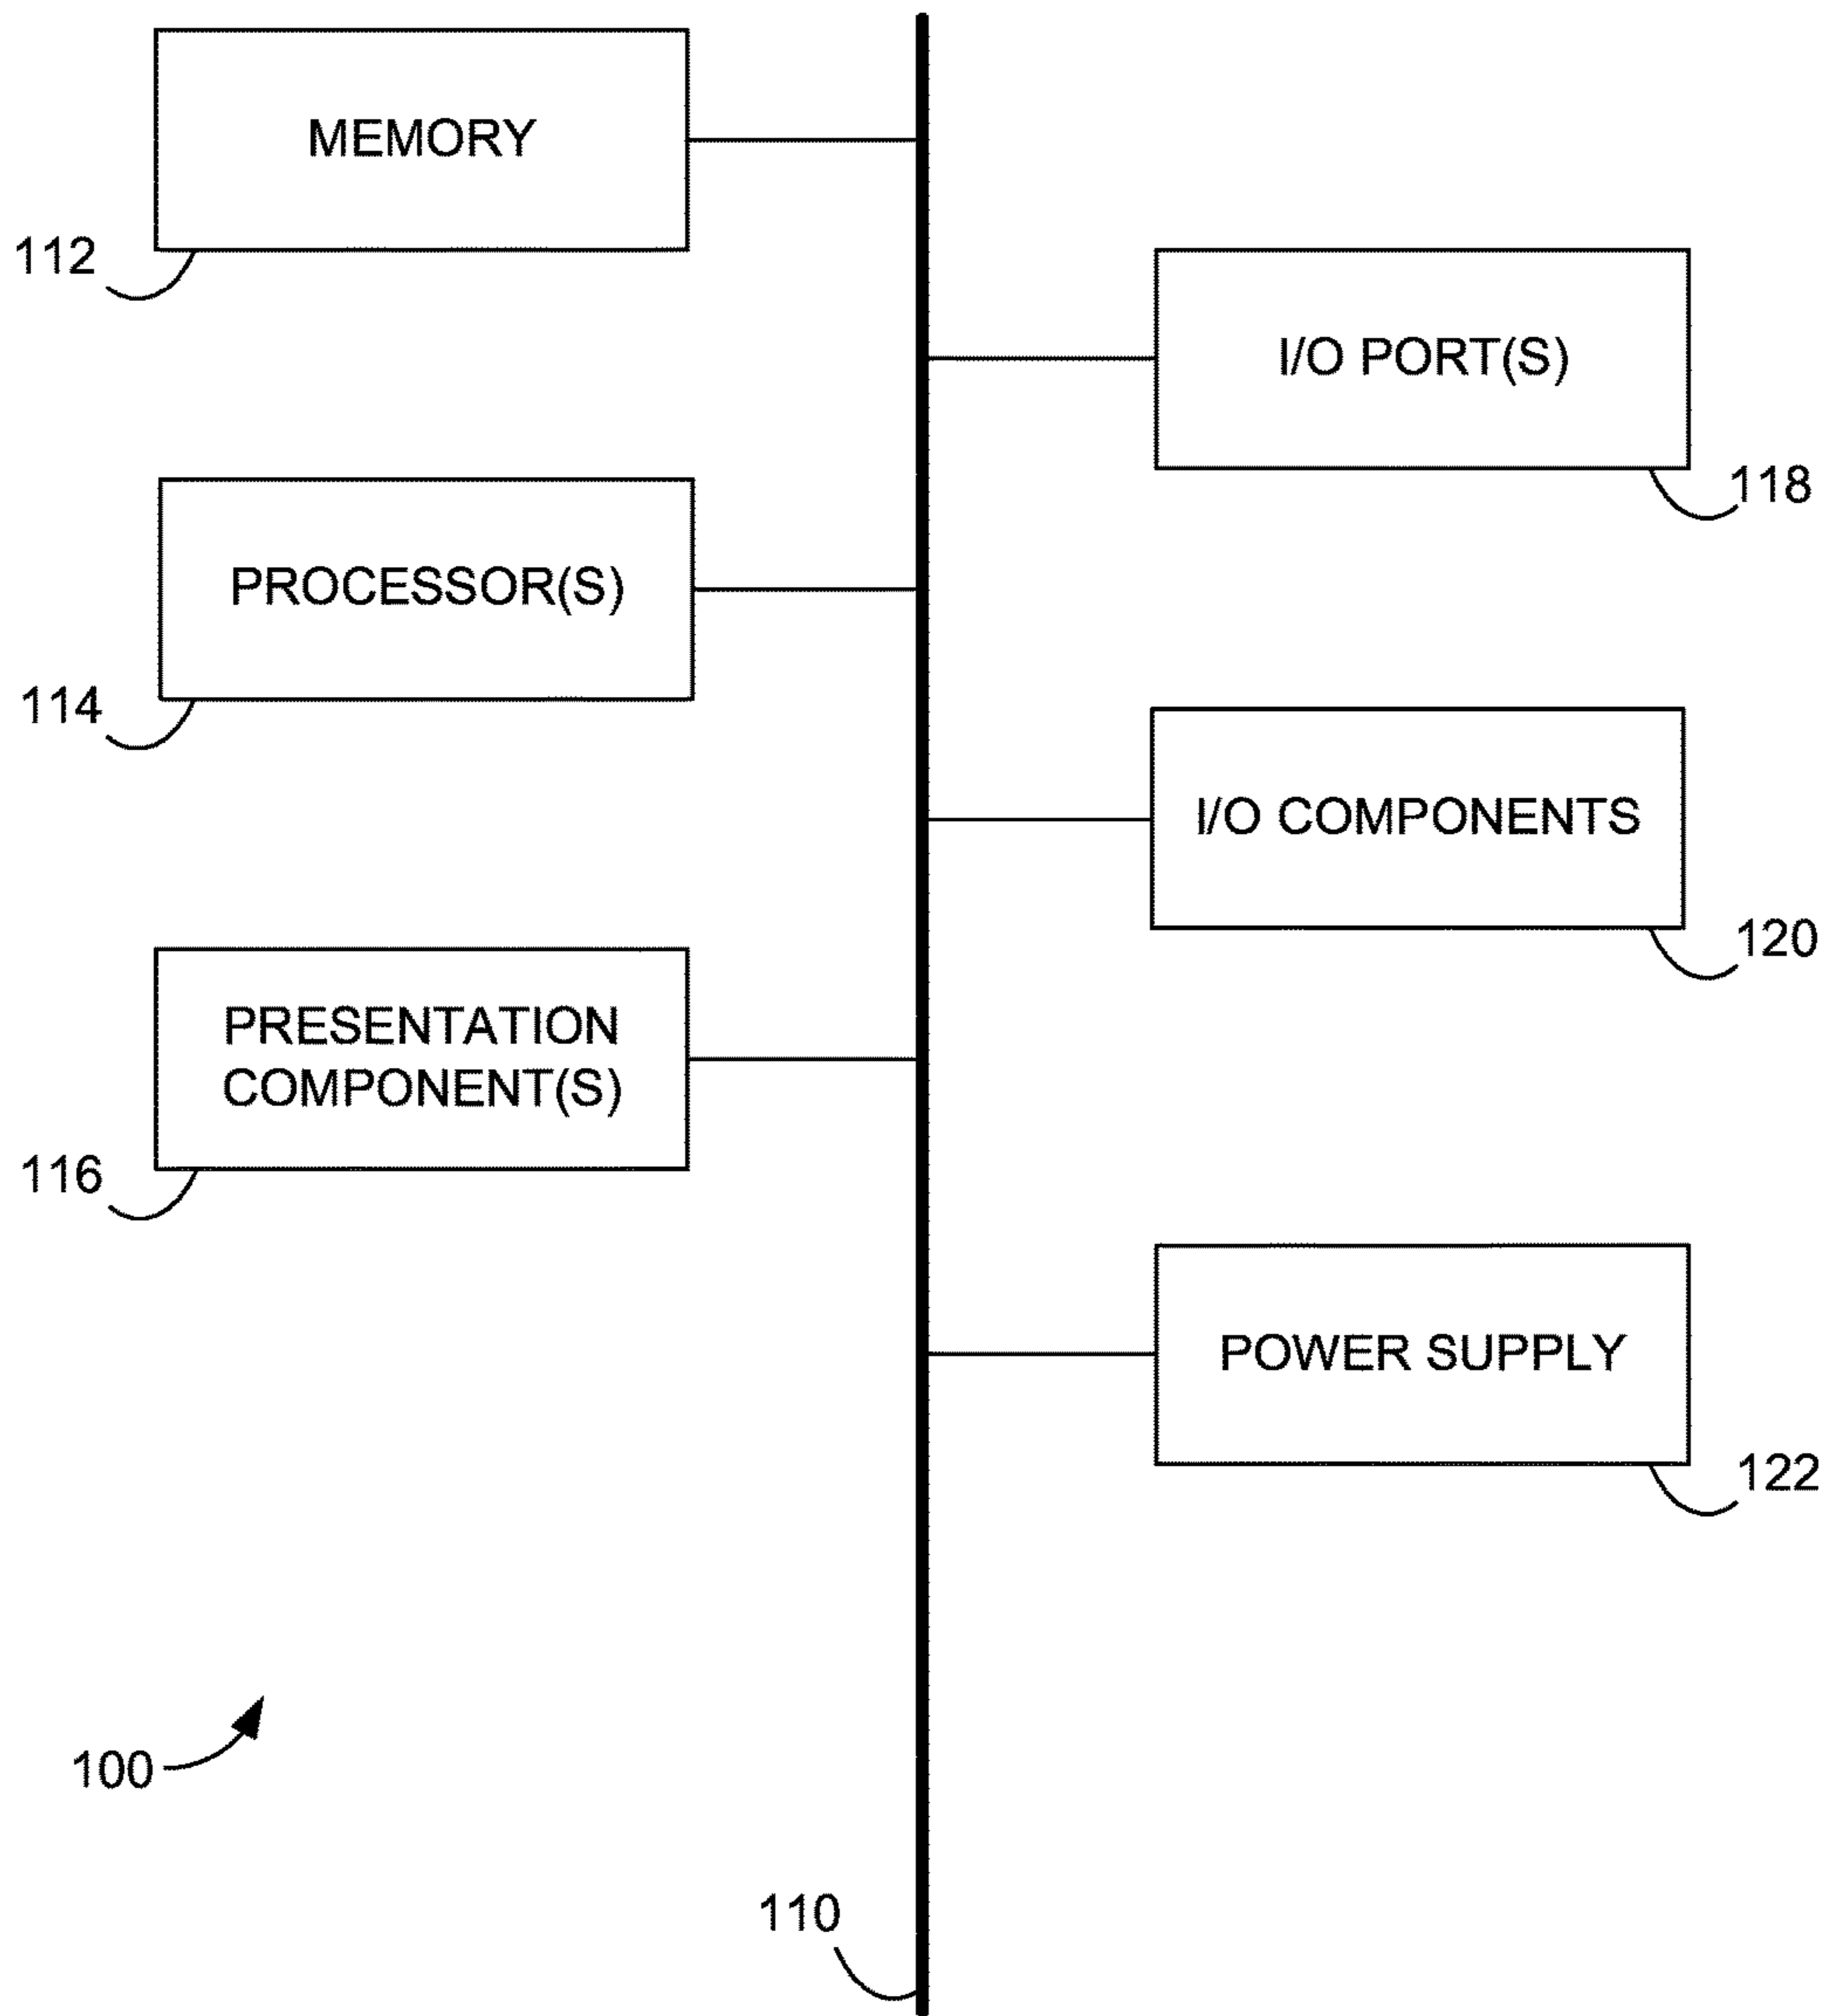 MEMORY
112
I/O PORT(S)
118
PROCESSOR(S)
114
I/O COMPONENTS
120
PRESENTATION
COMPONENT(S)
116
POWER SUPPLY
122
100
110